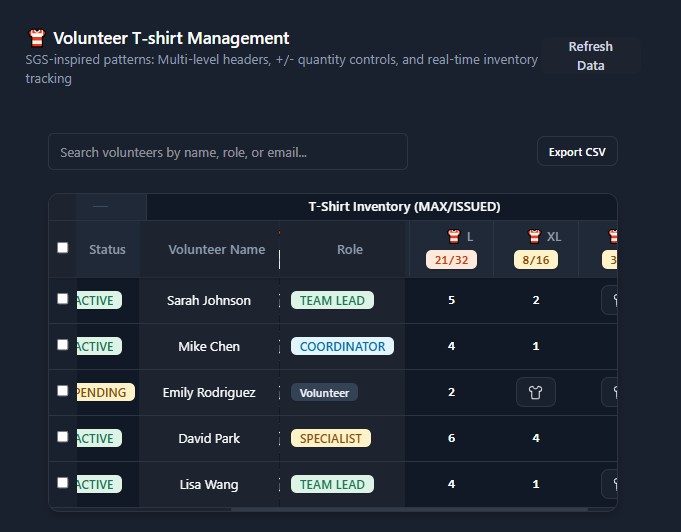 Volunteer T-shirt Management
SGS-inspired patterns: Multi-level headers, +/- quantity controls, and real-time inventory
tracking
Refresh
Data
Search volunteers by name, role, or email...
Export CSV
T-Shirt Inventory (MAX/ISSUED)
Status Volunteer Name Role L XL
21/32 8/16 3
ACTIVE Sarah Johnson TEAM LEAD 5 2
ACTIVE Mike Chen COORDINATOR 4 1
PENDING Emily Rodriguez Volunteer 2
ACTIVE David Park SPECIALIST 6 4
ACTIVE Lisa Wang TEAM LEAD 4 1